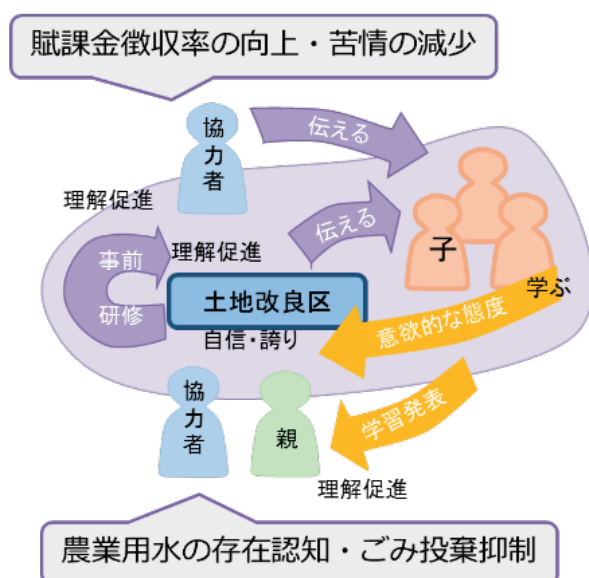 賦課金徴収率の向上・苦情の減少
協力者
伝える
理解促進
理解促進
伝える
事前
研修
子
土地改良区
学ぶ
自信・誇り
意欲的な態度
協力者
親
学習発表
理解促進
農業用水の存在認知・ごみ投棄抑制